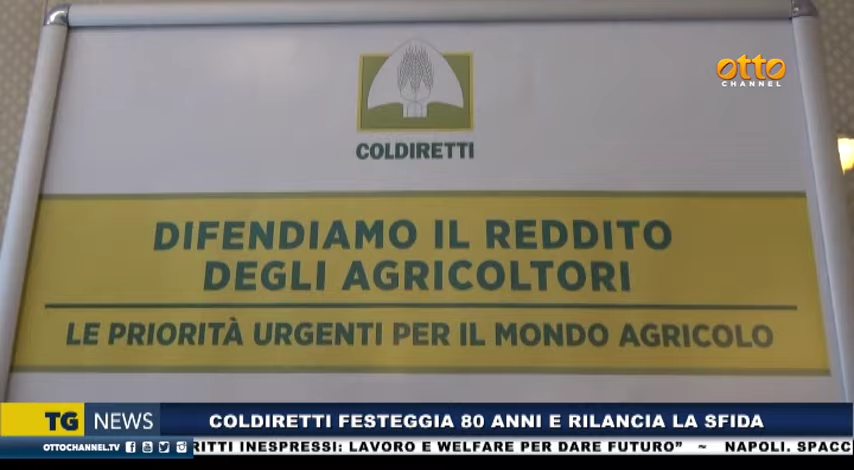 otto
CHANNEL
COLDIRETTI
DIFENDIAMO IL REDDITO
DEGLI AGRICOLTORI
LE PRIORITÀ URGENTI PER IL MONDO AGRICOLO
TG NEWS
COLDIRETTI FESTEGGIA 80 ANNI E RILANCIA LA SFIDA
OTTOCHANNEL.TV
RITTI INESPRESSI: LAVORO E WELFARE PER DARE FUTURO" ~ NAPOLI. SPACC